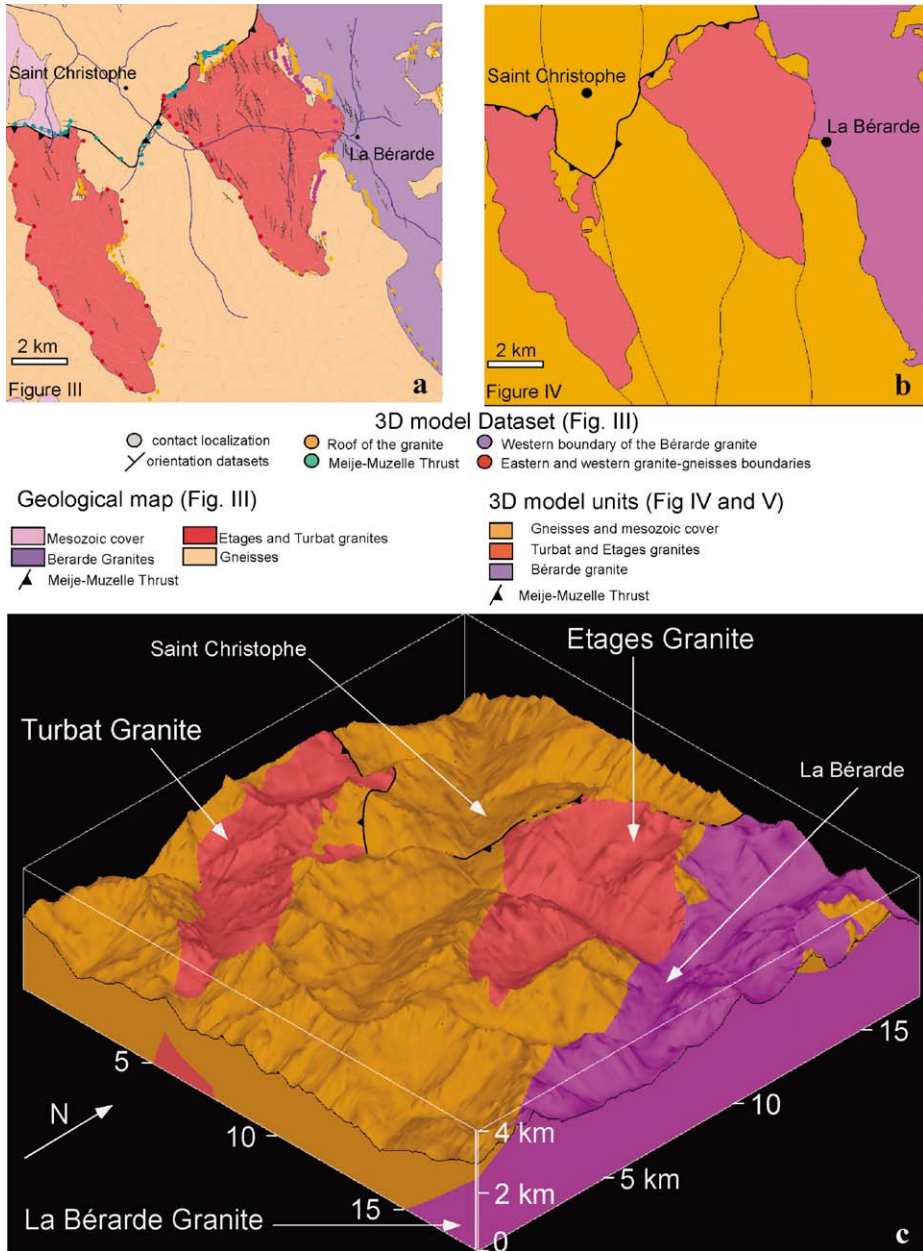 Saint Christophe
La Bérarde
2 km
Figure III
a
Saint Christophe
La Bérarde
2 km
Figure IV
b
3D model Dataset (Fig. III)
contact localization
orientation datasets
Roof of the granite
Meije-Muzelle Thrust
Western boundary of the Bérarde granite
Eastern and western granite-gneisses boundaries
Geological map (Fig. III)
Mesozoic cover
Berarde Granites
Meije-Muzelle Thrust
Etages and Turbat granites
Gneisses
3D model units (Fig IV and V)
Gneisses and mesozoic cover
Turbat and Etages granites
Bérarde granite
Meije-Muzelle Thrust
Saint Christophe
Etages Granite
Turbat Granite
La Bérarde
5
10
15
N
4 km
2 km
0
5 km
10
15
La Bérarde Granite
c